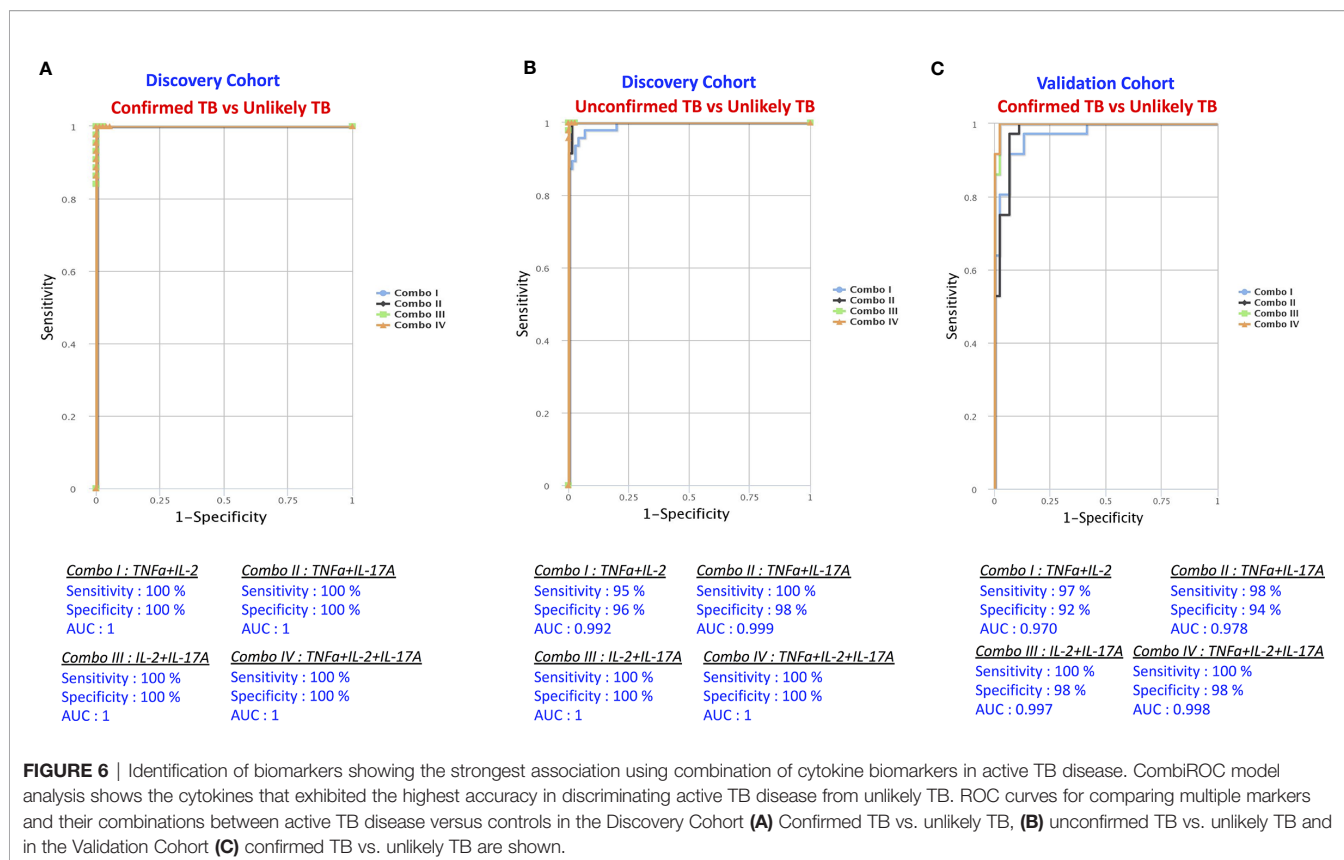 A
Discovery Cohort
Confirmed TB vs Unlikely TB
1
0.8
0.6
0.4
0.2
0
Sensitivity
0
0.25
0.5
0.75
1
1-Specificity
Combo I
Combo II
Combo III
Combo IV
Combo I : TNFα+IL-2
Sensitivity : 100 %
Specificity : 100 %
AUC : 1
Combo II : TNFα+IL-17A
Sensitivity : 100 %
Specificity : 100 %
AUC : 1
Combo III : IL-2+IL-17A
Sensitivity : 100 %
Specificity : 100 %
AUC : 1
Combo IV : TNFα+IL-2+IL-17A
Sensitivity : 100 %
Specificity : 100 %
AUC : 1
B
Discovery Cohort
Unconfirmed TB vs Unlikely TB
1
0.8
0.6
0.4
0.2
0
Sensitivity
0
0.25
0.5
0.75
1
1-Specificity
Combo I
Combo II
Combo III
Combo IV
Combo I : TNFα+IL-2
Sensitivity : 95 %
Specificity : 96 %
AUC : 0.992
Combo II : TNFα+IL-17A
Sensitivity : 100 %
Specificity : 98 %
AUC : 0.999
Combo III : IL-2+IL-17A
Sensitivity : 100 %
Specificity : 100 %
AUC : 1
Combo IV : TNFα+IL-2+IL-17A
Sensitivity : 100 %
Specificity : 100 %
AUC : 1
C
Validation Cohort
Confirmed TB vs Unlikely TB
1
0.8
0.6
0.4
0.2
0
Sensitivity
0
0.25
0.5
0.75
1
1-Specificity
Combo I
Combo II
Combo III
Combo IV
Combo I : TNFα+IL-2
Sensitivity : 97 %
Specificity : 92 %
AUC : 0.970
Combo II : TNFα+IL-17A
Sensitivity : 98 %
Specificity : 94 %
AUC : 0.978
Combo III : IL-2+IL-17A
Sensitivity : 100 %
Specificity : 98 %
AUC : 0.997
Combo IV : TNFα+IL-2+IL-17A
Sensitivity : 100 %
Specificity : 98 %
AUC : 0.998
FIGURE 6 | Identification of biomarkers showing the strongest association using combination of cytokine biomarkers in active TB disease. CombiROC model
analysis shows the cytokines that exhibited the highest accuracy in discriminating active TB disease from unlikely TB. ROC curves for comparing multiple markers
and their combinations between active TB disease versus controls in the Discovery Cohort (A) Confirmed TB vs. unlikely TB, (B) unconfirmed TB vs. unlikely TB and
in the Validation Cohort (C) confirmed TB vs. unlikely TB are shown.